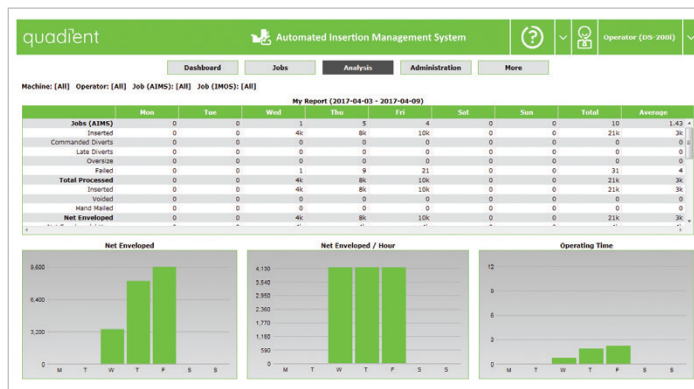 quadient Automated Insertion Management System Operator (DS-200i)
Dashboard Jobs Analysis Administration More
Machine: [All] Operator: [All] Job (AIMS): [All] Job (IMOS): [All]
My Report (2017-04-03 - 2017-04-09)
Mon Tue Wed Thu Fri Sat Sun Total Average
Jobs (AIMS) 0 0 1 5 4 0 0 10 1.43
Inserted 0 0 4k 8k 10k 0 0 21k 3k
Commanded Diverts 0 0 0 0 0 0 0 0 0
Late Diverts 0 0 0 0 0 0 0 0 0
Oversize 0 0 0 0 0 0 0 0 0
Failed 0 0 1 9 21 0 0 31 4
Total Processed 0 0 4k 8k 10k 0 0 21k 3k
Inserted 0 0 4k 8k 10k 0 0 21k 3k
Voided 0 0 0 0 0 0 0 0 0
Hand Mailed 0 0 0 0 0 0 0 0 0
Net Enveloped 0 0 4k 8k 10k 0 0 21k 3k
Net Enveloped Net Enveloped / Hour Operating Time
9,600
6,400
3,200
0
M T W T F S S
4,130
3,540
2,950
2,360
1,770
1,180
590
0
M T W T F S S
12
9
6
3
0
M T W T F S S